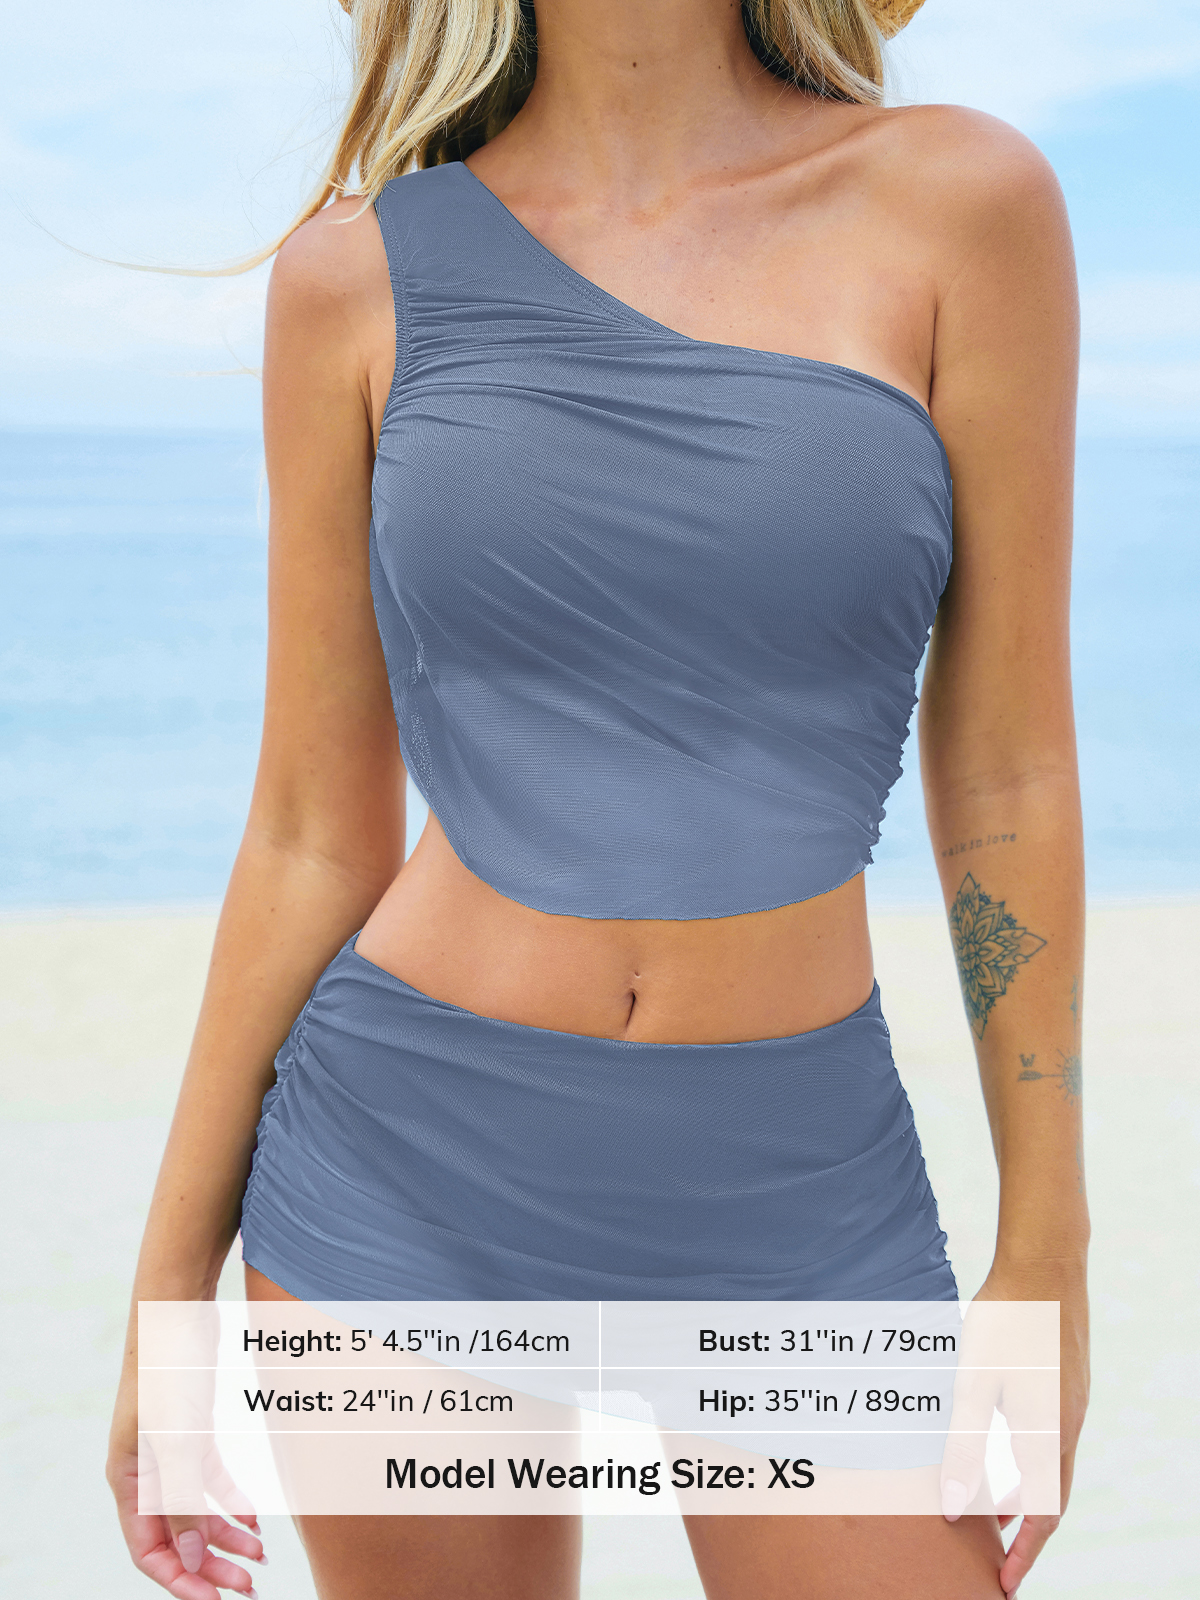 walk in love
W
Height: 5' 4.5"in /164cm
Bust: 31"in / 79cm
Waist: 24"in / 61cm
Hip: 35"in / 89cm
Model Wearing Size: XS